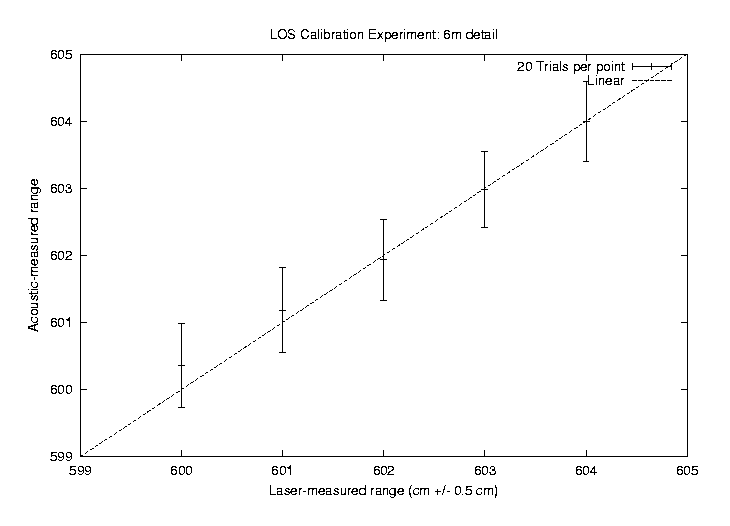 LOS Calibration Experiment: 6m detail
605
20 Trials per point
Linear
604
603
602
601
600
599
Acoustic-measured range
599 600 601 602 603 604 605
Laser-measured range (cm +/- 0.5 cm)